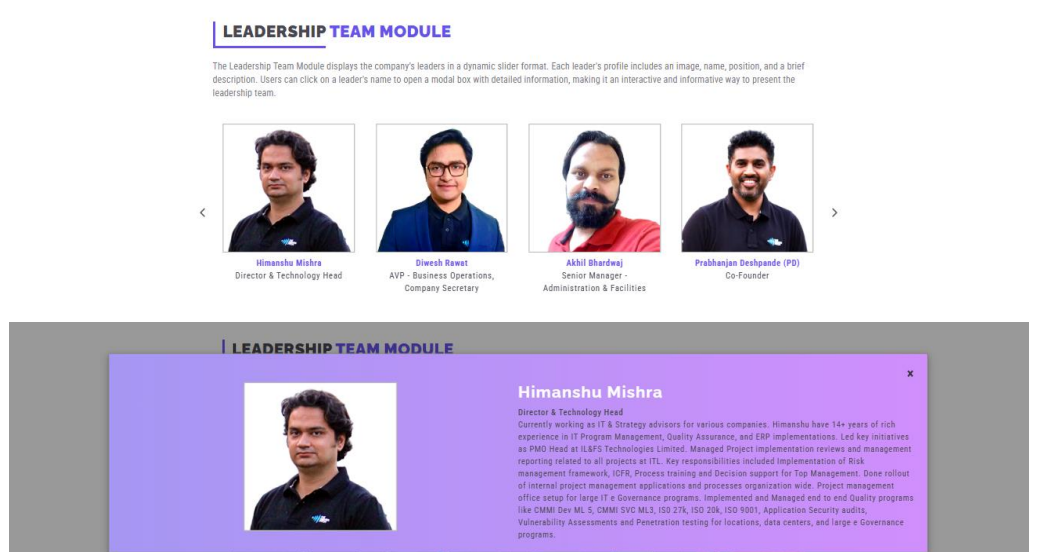 LEADERSHIP TEAM MODULE
The Leadership Team Module displays the company's leaders in a dynamic slider format. Each leader's profile includes an image, name, position, and a brief
description. Users can click on a leader's name to open a modal box with detailed information, making it an interactive and informative way to present the
leadership team.
Himanshu Mishra
Director & Technology Head
Diwesh Rawat
AVP - Business Operations,
Company Secretary
Akhil Bhardwaj
Senior Manager -
Administration & Facilities
Prabhanjan Deshpande (PD)
Co-Founder
LEADERSHIP TEAM MODULE
x
Himanshu Mishra
Director & Technology Head
Currently working as IT & Strategy advisors for various companies. Himanshu have 14+ years of rich
experience in IT Program Management, Quality Assurance, and ERP implementations. Led key initiatives
as PMO Head at IL&FS Technologies Limited. Managed Project implementation reviews and management
reporting related to all projects at ITL. Key responsibilities included Implementation of Risk
management framework, ICFR, Process training and Decision support for Top Management. Done rollout
of internal project management applications and processes organization wide. Project management
office setup for large IT e Governance programs. Implemented and Managed end to end Quality programs
like CMMI Dev ML 5, CMMI SVC ML3, ISO 27k, ISO 20k, ISO 9001, Application Security audits,
Vulnerability Assessments and Penetration testing for locations, data centers, and large e Governance
programs.